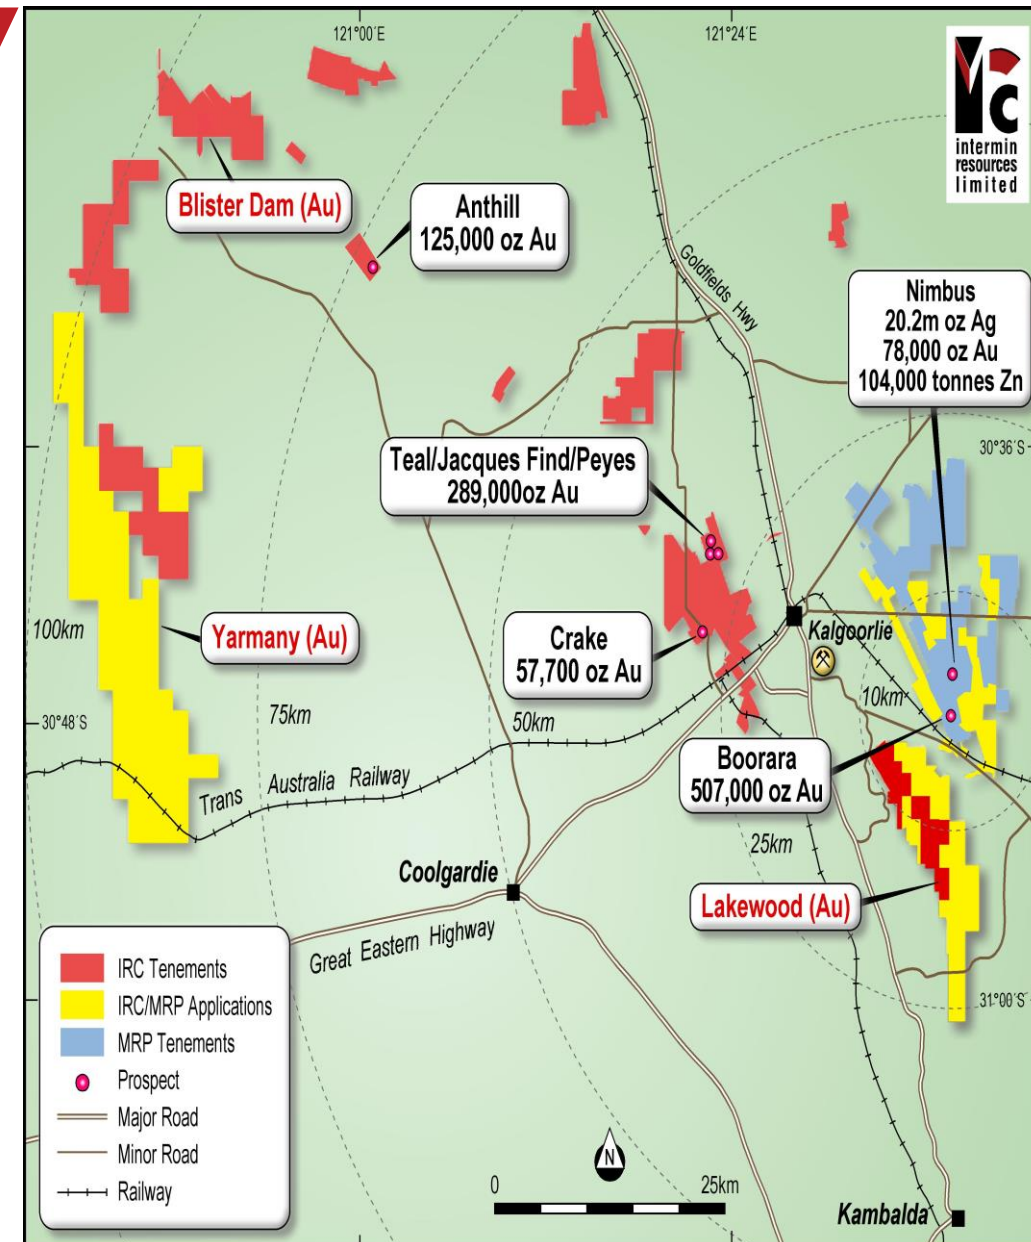 121°00´E
121°24´E
intermin
resources
limited
Blister Dam (Au)
Anthill
125,000 oz Au
Goldfields Hwy
Nimbus
20.2m oz Ag
78,000 oz Au
104,000 tonnes Zn
Teal/Jacques Find/Peyes
289,000oz Au
30°36´S
100km
Yarmany (Au)
Crake
57,700 oz Au
Kalgoorlie
10km
30°48´S
75km
50km
Boorara
507,000 oz Au
Trans Australia Railway
25km
Coolgardie
Lakewood (Au)
Great Eastern Highway
IRC Tenements
IRC/MRP Applications
MRP Tenements
Prospect
Major Road
Minor Road
Railway
31°00´S
N
0 25km
Kambalda